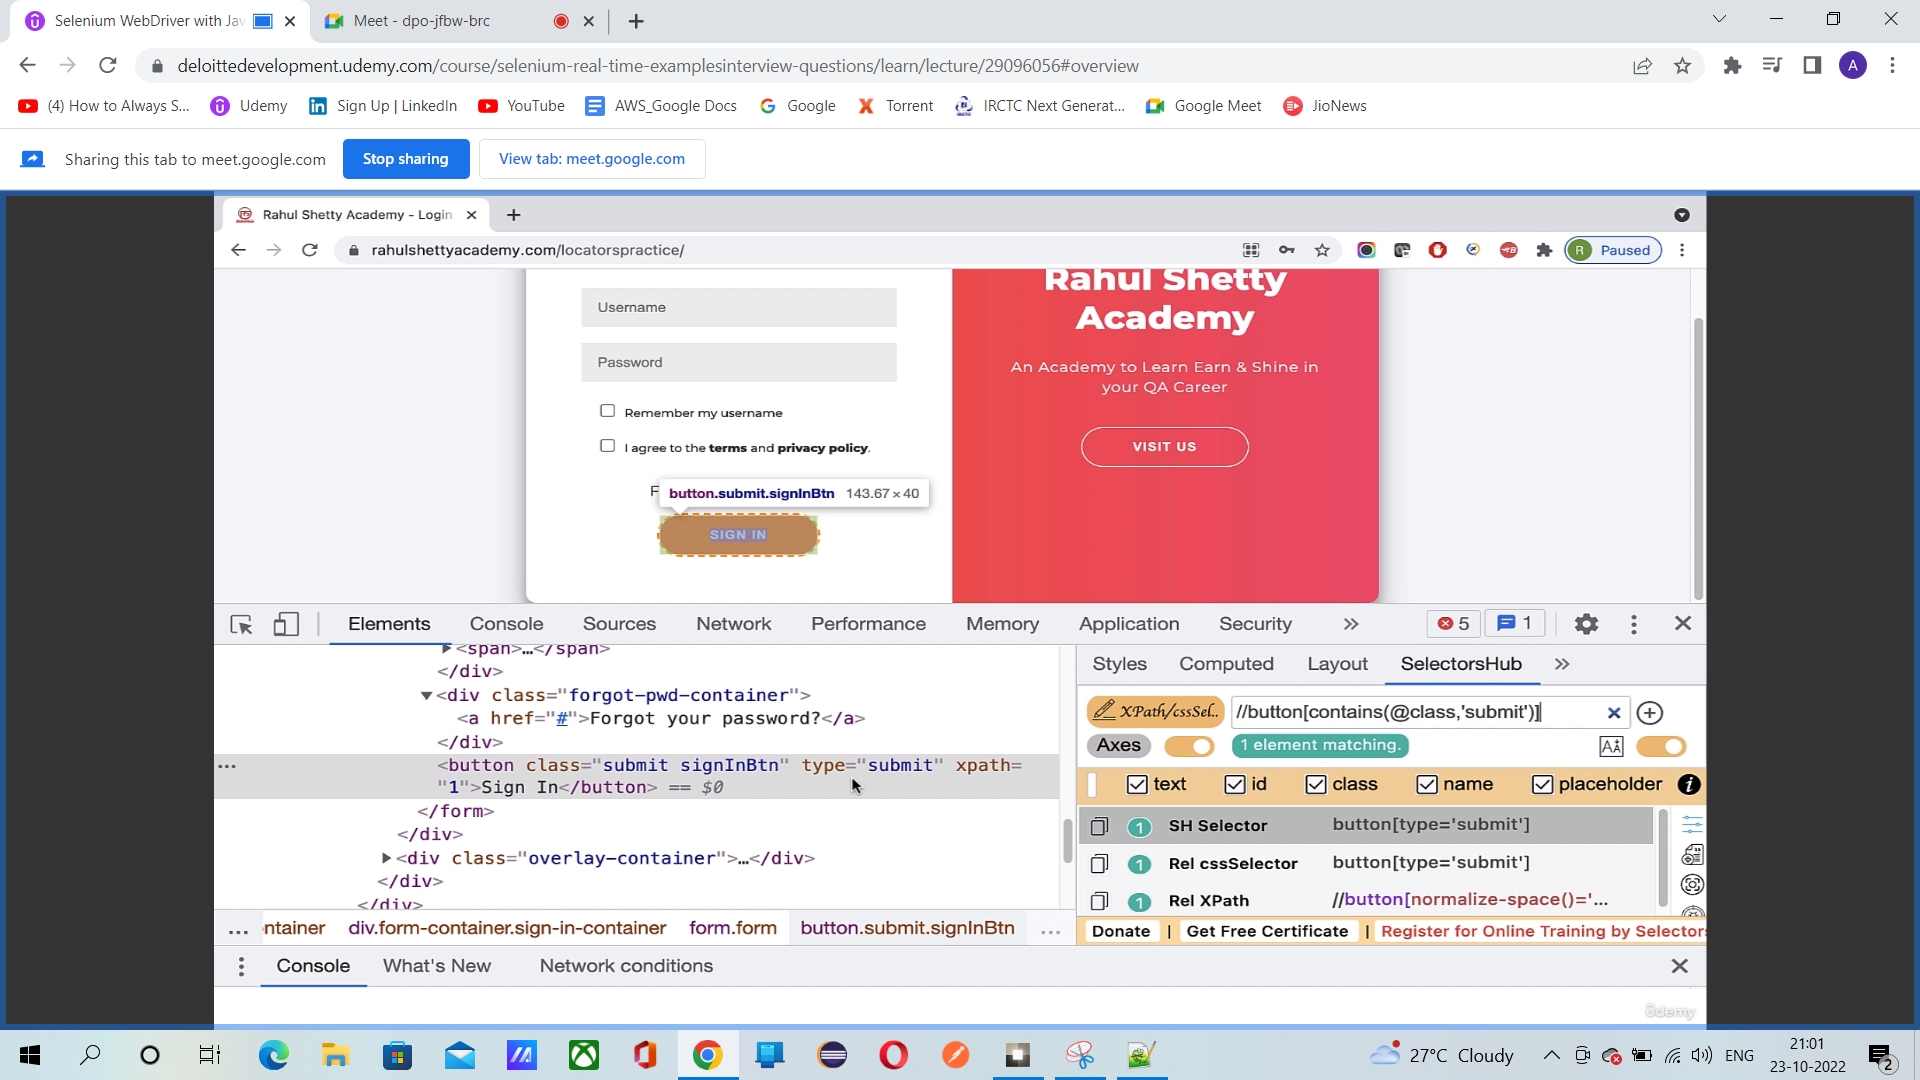 Selenium WebDriver with Jav
Meet - dpo-jfbw-brc
deloittedevelopment.udemy.com/course/selenium-real-time-examplesinterview-questions/learn/lecture/29096056#overview
A
(4) How to Always S...
Udemy
Sign Up | LinkedIn
YouTube
AWS_Google Docs
Google
Torrent
IRCTC Next Generat...
Google Meet
JioNews
Sharing this tab to meet.google.com
Stop sharing
View tab: meet.google.com
Rahul Shetty Academy - Login
rahulshettyacademy.com/locatorspractice/
R Paused
Username
Password
Remember my username
I agree to the terms and privacy policy.
F
button.submit.signInBtn 143.67 × 40
SIGN IN
Rahul Shetty
Academy
An Academy to Learn Earn & Shine in
your QA Career
VISIT US
Elements Console Sources Network Performance Memory Application Security » 5 1
<span>…</span>
</div>
<div class="forgot-pwd-container">
<a href="#">Forgot your password?</a>
</div>
... <button class="submit signInBtn" type="submit" xpath=
"1">Sign In</button> == $0
</form>
</div>
<div class="overlay-container">…</div>
</div>
</div>
... ntainer div.form-container.sign-in-container form.form button.submit.signInBtn ...
Styles Computed Layout SelectorsHub »
XPath/cssSel.. //button[contains(@class,'submit')]
Axes 1 element matching.
text id class name placeholder
1 SH Selector button[type='submit']
1 Rel cssSelector button[type='submit']
1 Rel XPath //button[normalize-space()='...
Donate | Get Free Certificate | Register for Online Training by Selectors
Console What's New Network conditions
ûdemy
27°C Cloudy
ENG
21:01
23-10-2022
2